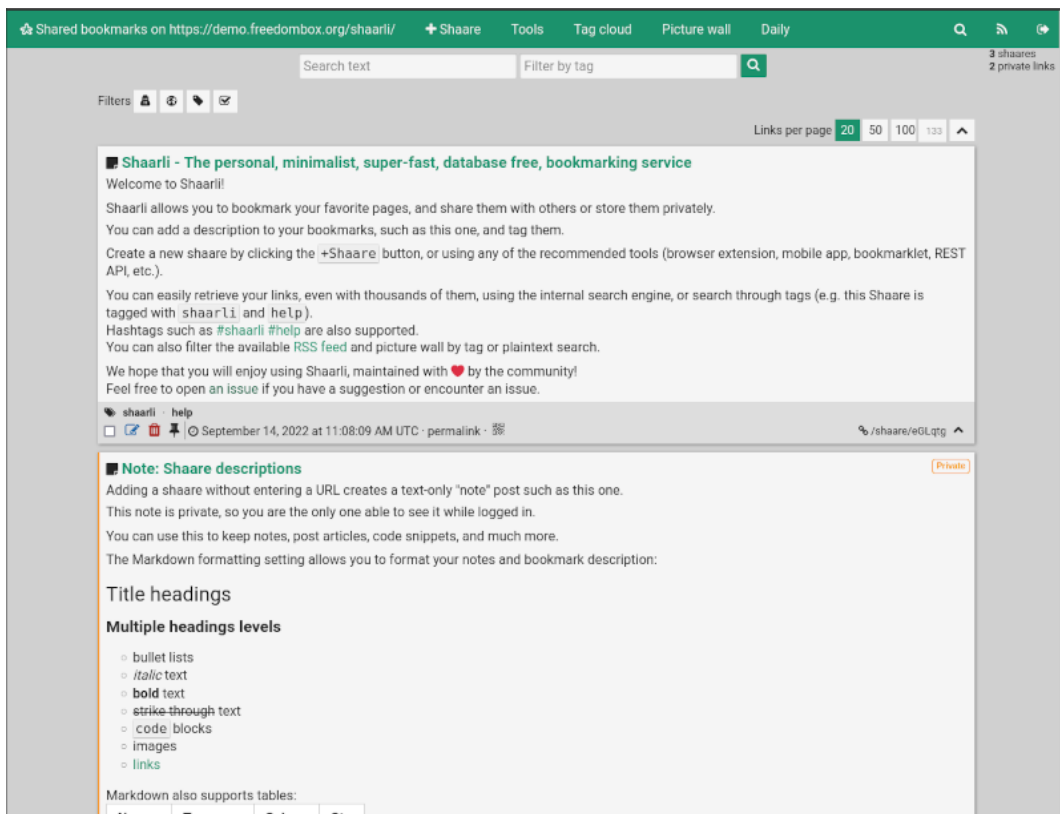 Shared bookmarks on https://demo.freedombox.org/shaarli/ Shaare Tools Tag cloud Picture wall Daily
3 shaares
2 private links
Search text Filter by tag
Filters
Links per page 20 50 100 133
Shaarli - The personal, minimalist, super-fast, database free, bookmarking service
Welcome to Shaarli!
Shaarli allows you to bookmark your favorite pages, and share them with others or store them privately.
You can add a description to your bookmarks, such as this one, and tag them.
Create a new shaare by clicking the +Shaare button, or using any of the recommended tools (browser extension, mobile app, bookmarklet, REST
API, etc.).
You can easily retrieve your links, even with thousands of them, using the internal search engine, or search through tags (e.g. this Shaare is
tagged with shaarli and help).
Hashtags such as #shaarli #help are also supported.
You can also filter the available RSS feed and picture wall by tag or plaintext search.
We hope that you will enjoy using Shaarli, maintained with ❤ by the community!
Feel free to open an issue if you have a suggestion or encounter an issue.
shaarli · help
September 14, 2022 at 11:08:09 AM UTC · permalink · /shaare/eGLqtg
Note: Shaare descriptions Private
Adding a shaare without entering a URL creates a text-only "note" post such as this one.
This note is private, so you are the only one able to see it while logged in.
You can use this to keep notes, post articles, code snippets, and much more.
The Markdown formatting setting allows you to format your notes and bookmark description:
Title headings
Multiple headings levels
bullet lists
italic text
bold text
strike through text
code blocks
images
links
Markdown also supports tables: